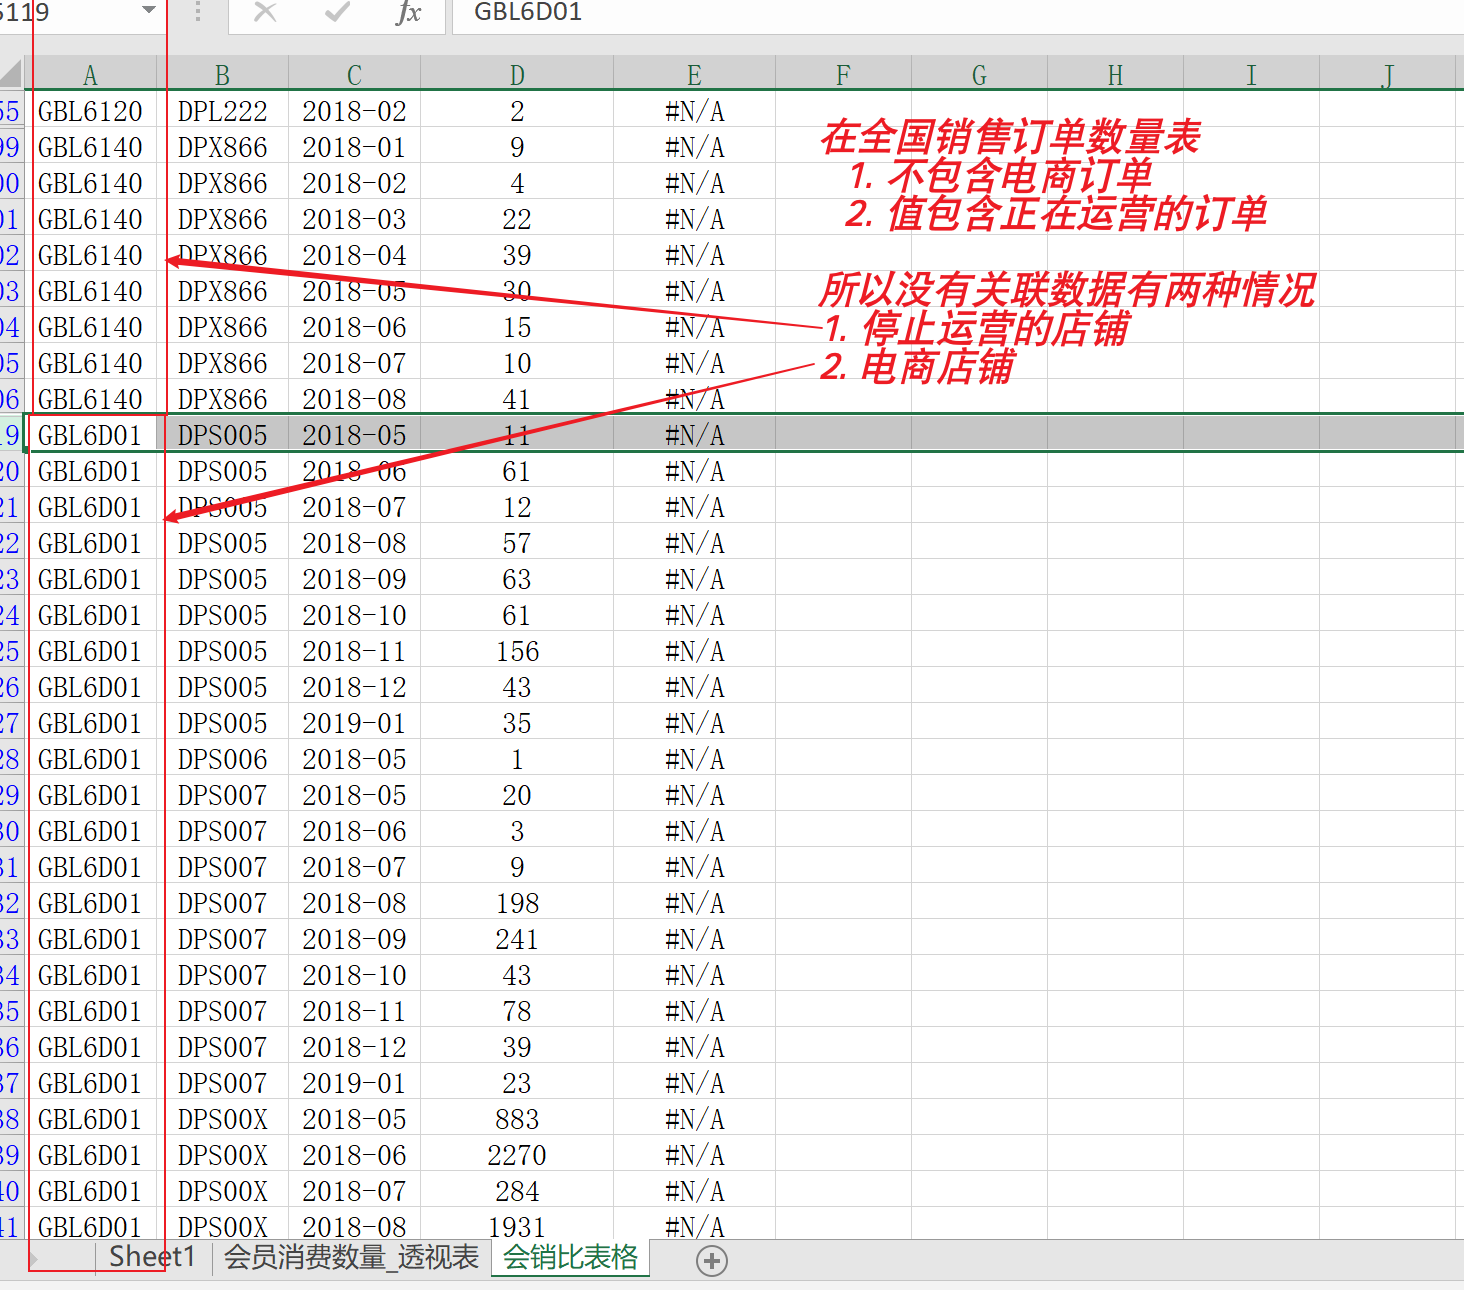 5119 fx GBL6D01
A B C D E F G H I J
55 GBL6120 DPL222 2018-02 2 #N/A
99 GBL6140 DPX866 2018-01 9 #N/A
00 GBL6140 DPX866 2018-02 4 #N/A
01 GBL6140 DPX866 2018-03 22 #N/A
02 GBL6140 DPX866 2018-04 39 #N/A
03 GBL6140 DPX866 2018-05 30 #N/A
04 GBL6140 DPX866 2018-06 15 #N/A
05 GBL6140 DPX866 2018-07 10 #N/A
06 GBL6140 DPX866 2018-08 41 #N/A
19 GBL6D01 DPS005 2018-05 11 #N/A
20 GBL6D01 DPS005 2018-06 61 #N/A
21 GBL6D01 DPS005 2018-07 12 #N/A
22 GBL6D01 DPS005 2018-08 57 #N/A
23 GBL6D01 DPS005 2018-09 63 #N/A
24 GBL6D01 DPS005 2018-10 61 #N/A
25 GBL6D01 DPS005 2018-11 156 #N/A
26 GBL6D01 DPS005 2018-12 43 #N/A
27 GBL6D01 DPS005 2019-01 35 #N/A
28 GBL6D01 DPS006 2018-05 1 #N/A
29 GBL6D01 DPS007 2018-05 20 #N/A
30 GBL6D01 DPS007 2018-06 3 #N/A
31 GBL6D01 DPS007 2018-07 9 #N/A
32 GBL6D01 DPS007 2018-08 198 #N/A
33 GBL6D01 DPS007 2018-09 241 #N/A
34 GBL6D01 DPS007 2018-10 43 #N/A
35 GBL6D01 DPS007 2018-11 78 #N/A
36 GBL6D01 DPS007 2018-12 39 #N/A
37 GBL6D01 DPS007 2019-01 23 #N/A
38 GBL6D01 DPS00X 2018-05 883 #N/A
39 GBL6D01 DPS00X 2018-06 2270 #N/A
40 GBL6D01 DPS00X 2018-07 284 #N/A
41 GBL6D01 DPS00X 2018-08 1931 #N/A
在全国销售订单数量表
1. 不包含电商订单
2. 值包含正在运营的订单
所以没有关联数据有两种情况
1. 停止运营的店铺
2. 电商店铺
Sheet1 会员消费数量_透视表 会销比表格